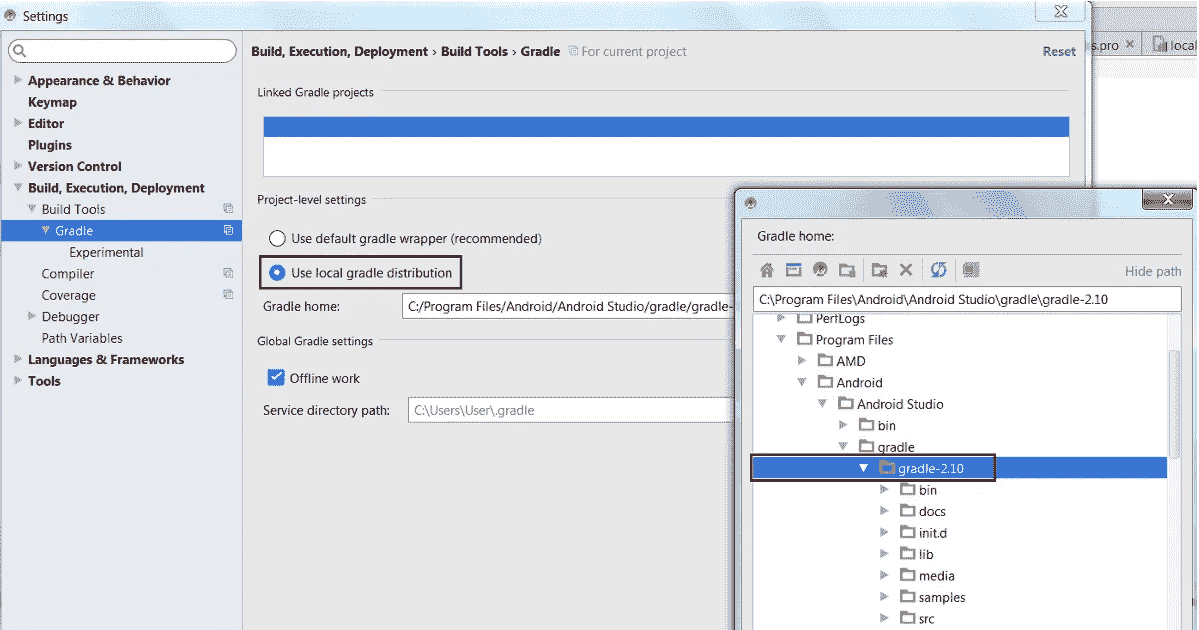 Settings
Build, Execution, Deployment › Build Tools › Gradle For current project
Reset
s.pro
local
Appearance & Behavior
Keymap
Editor
Plugins
Version Control
Build, Execution, Deployment
Build Tools
Gradle
Experimental
Compiler
Coverage
Debugger
Path Variables
Languages & Frameworks
Tools
Linked Gradle projects
Project-level settings
Use default gradle wrapper (recommended)
Use local gradle distribution
Gradle home:
C:/Program Files/Android/Android Studio/gradle/gradle-
Global Gradle settings
Offline work
Service directory path:
C:\Users\User\.gradle
Gradle home:
Hide path
C:\Program Files\Android\Android Studio\gradle\gradle-2.10
PerfLogs
Program Files
AMD
Android
Android Studio
bin
gradle
gradle-2.10
bin
docs
init.d
lib
media
samples
src